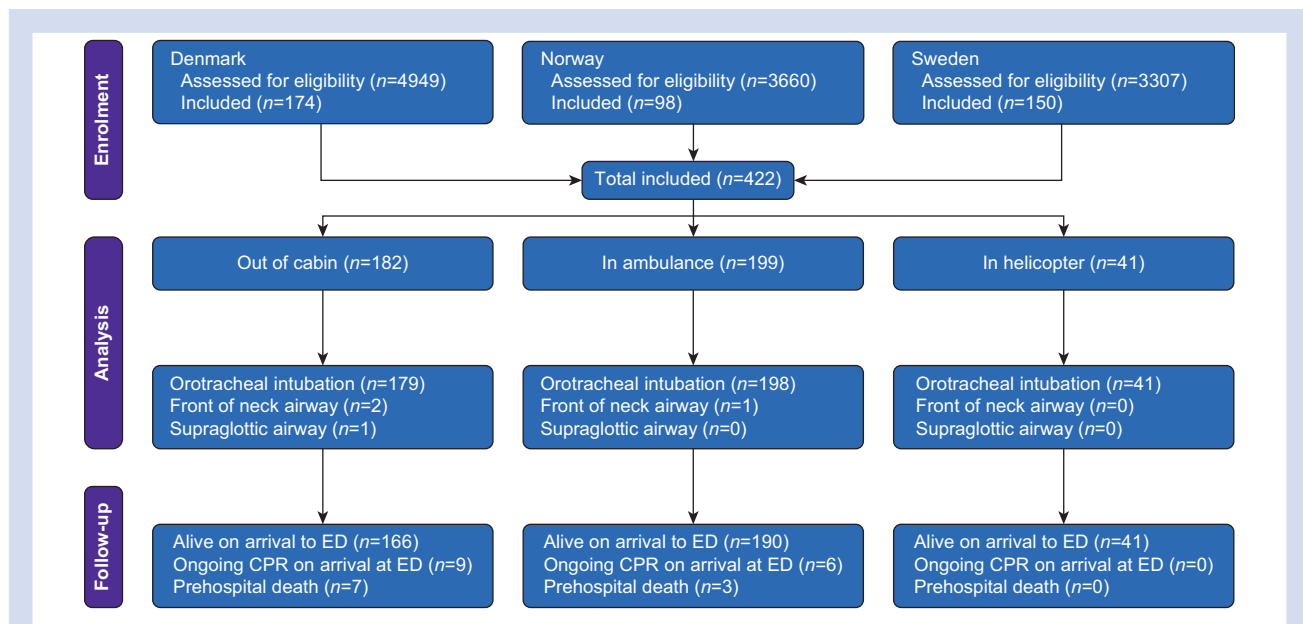 Enrolment
Denmark
Assessed for eligibility (n=4949)
Included (n=174)
Norway
Assessed for eligibility (n=3660)
Included (n=98)
Sweden
Assessed for eligibility (n=3307)
Included (n=150)
Total included (n=422)
Analysis
Out of cabin (n=182)
In ambulance (n=199)
In helicopter (n=41)
Orotracheal intubation (n=179)
Front of neck airway (n=2)
Supraglottic airway (n=1)
Orotracheal intubation (n=198)
Front of neck airway (n=1)
Supraglottic airway (n=0)
Orotracheal intubation (n=41)
Front of neck airway (n=0)
Supraglottic airway (n=0)
Follow-up
Alive on arrival to ED (n=166)
Ongoing CPR on arrival at ED (n=9)
Prehospital death (n=7)
Alive on arrival to ED (n=190)
Ongoing CPR on arrival at ED (n=6)
Prehospital death (n=3)
Alive on arrival to ED (n=41)
Ongoing CPR on arrival at ED (n=0)
Prehospital death (n=0)